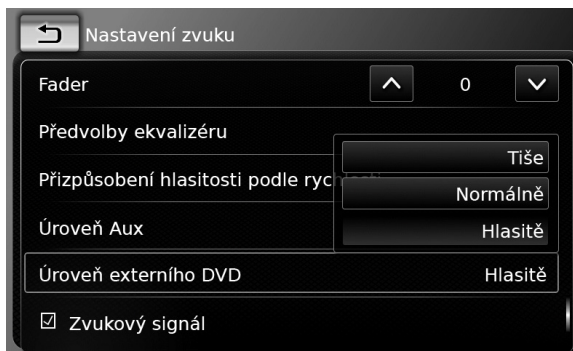 Nastavení zvuku
Fader 0
Předvolby ekvalizéru
Tiše
Přizpůsobení hlasitosti podle
Normálně
Úroveň Aux
Hlasitě
Úroveň externího DVD Hlasitě
Zvukový signál